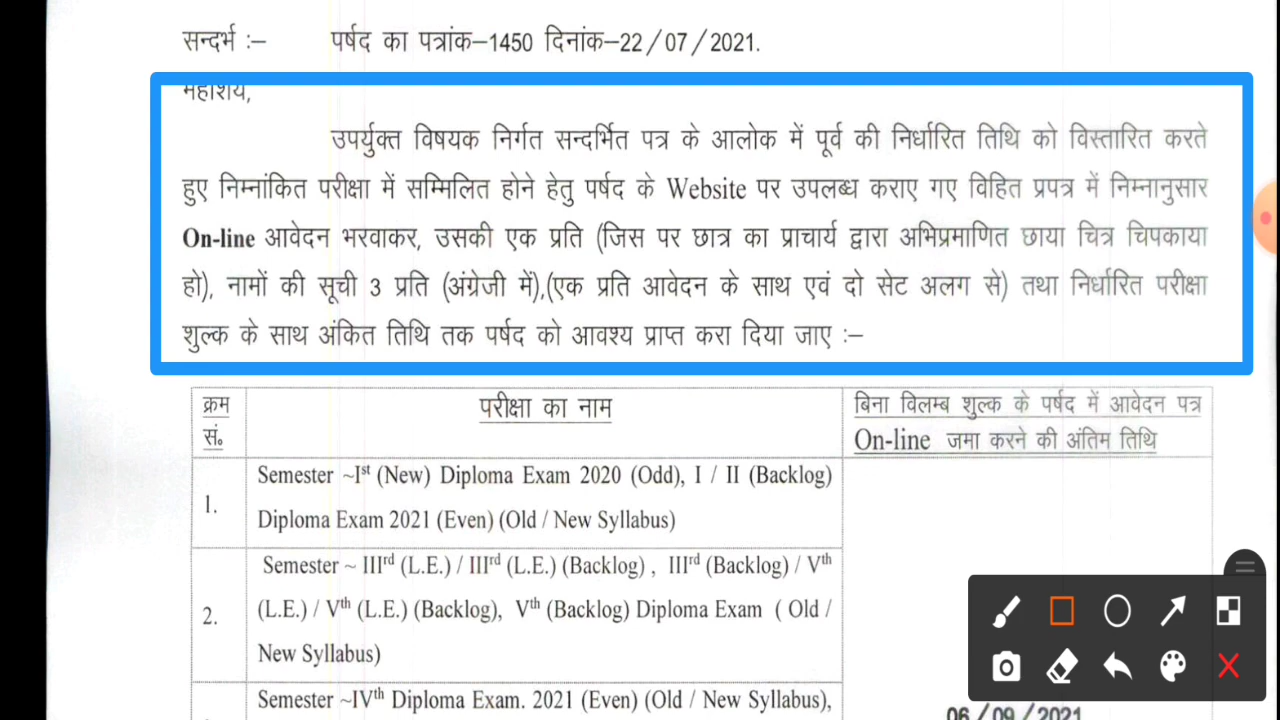 सन्दर्भ :– पर्षद का पत्रांक–1450 दिनांक–22/07/2021.
महाशय,
उपर्युक्त विषयक निर्गत सन्दर्भित पत्र के आलोक में पूर्व की निर्धारित तिथि को विस्तारित करते
हुए निम्नांकित परीक्षा में सम्मिलित होने हेतु पर्षद के Website पर उपलब्ध कराए गए विहित प्रपत्र में निम्नानुसार
On-line आवेदन भरवाकर, उसकी एक प्रति (जिस पर छात्र का प्राचार्य द्वारा अभिप्रमाणित छाया चित्र चिपकाया
हो), नामों की सूची 3 प्रति (अंग्रेजी में),(एक प्रति आवेदन के साथ एवं दो सेट अलग से) तथा निर्धारित परीक्षा
शुल्क के साथ अंकित तिथि तक पर्षद को आवश्य प्राप्त करा दिया जाए :–
क्रम सं॰
परीक्षा का नाम
बिना विलम्ब शुल्क के पर्षद में आवेदन पत्र
On-line जमा करने की अंतिम तिथि
1.
Semester ~Ist (New) Diploma Exam 2020 (Odd), I / II (Backlog)
Diploma Exam 2021 (Even) (Old / New Syllabus)
2.
Semester ~ IIIrd (L.E.) / IIIrd (L.E.) (Backlog) , IIIrd (Backlog) / Vth
(L.E.) / Vth (L.E.) (Backlog), Vth (Backlog) Diploma Exam ( Old /
New Syllabus)
Semester ~IVth Diploma Exam. 2021 (Even) (Old / New Syllabus),
06/09/2021